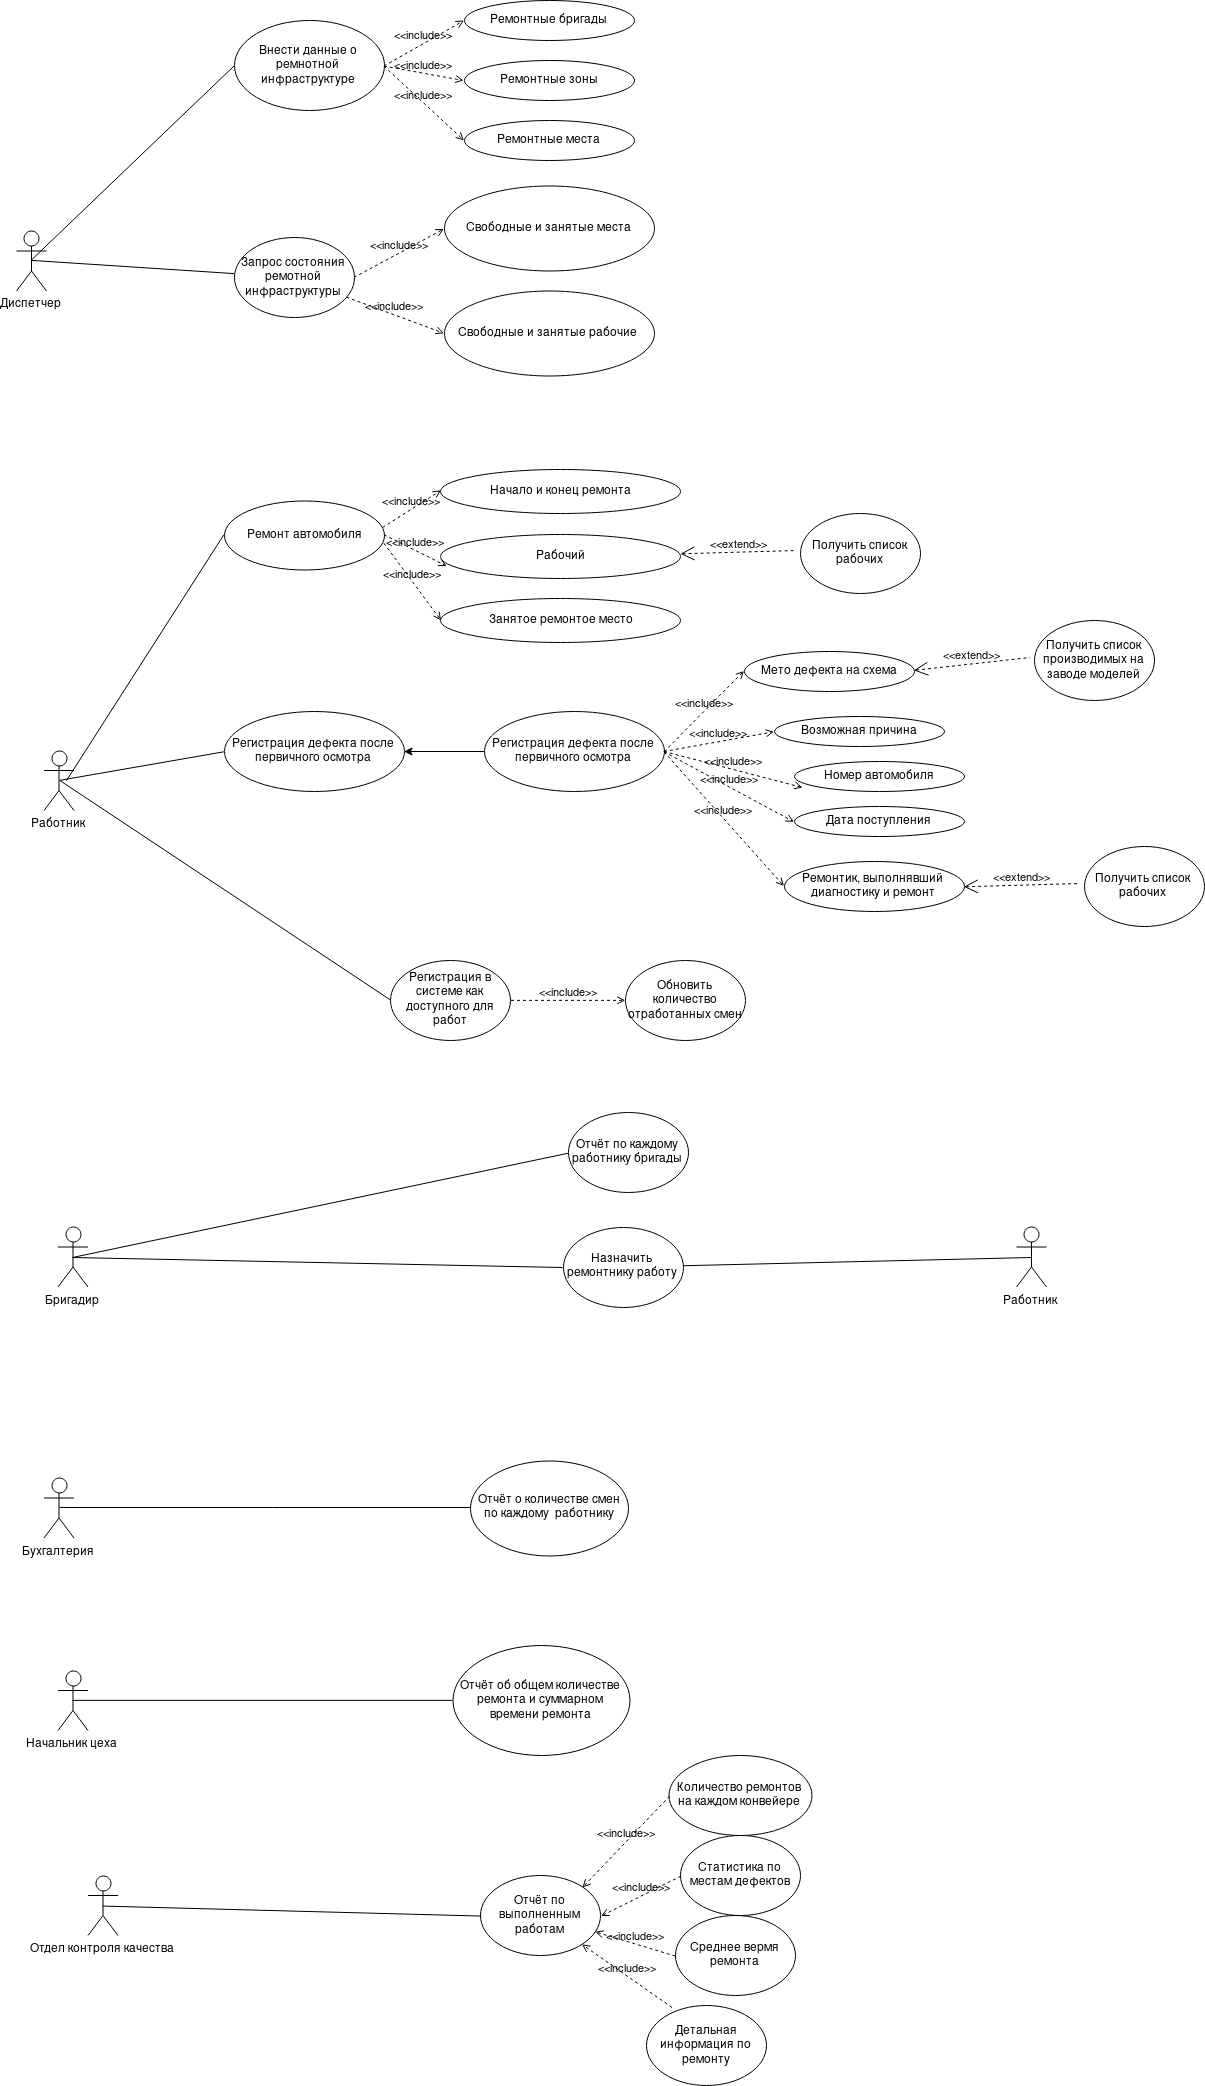 Ремонтные бригады
<<include>>
Внести данные о
ремнотной
инфраструктуре
<<include>>
Ремонтные зоны
<<include>>
Ремонтные места
Свободные и занятые места
<<include>>
Запрос состояния
ремотной
инфраструктуры
Диспетчер
<<include>>
Свободные и занятые рабочие
Начало и конец ремонта
<<include>>
Ремонт автомобиля
<<include>>
Рабочий
<<extend>>
Получить список
рабочих
<<include>>
Занятое ремонтое место
Мето дефекта на схема
<<extend>>
Получить список
производимых на
заводе моделей
<<include>>
Возможная причина
<<include>>
Регистрация дефекта после
первичного осмотра
Регистрация дефекта после
первичного осмотра
<<include>>
Номер автомобиля
<<include>>
<<include>>
Дата поступления
Работник
Ремонтик, выполнявший
диагностику и ремонт
<<extend>>
Получить список
рабочих
Регистрация в
системе как
доступного для
работ
<<include>>
Обновить
количество
отработанных смен
Отчёт по каждому
работнику бригады
Назначить
ремонтнику работу
Бригадир
Работник
Отчёт о количестве смен
по каждому  работнику
Бухгалтерия
Отчёт об общем количестве
ремонта и суммарном
времени ремонта
Начальник цеха
Количество ремонтов
на каждом конвейере
<<include>>
Статистика по
местам дефектов
<<include>>
Отчёт по
выполненным
работам
<<include>>
Среднее вермя
ремонта
Отдел контроля качества
<<include>>
Детальная
информация по
ремонту